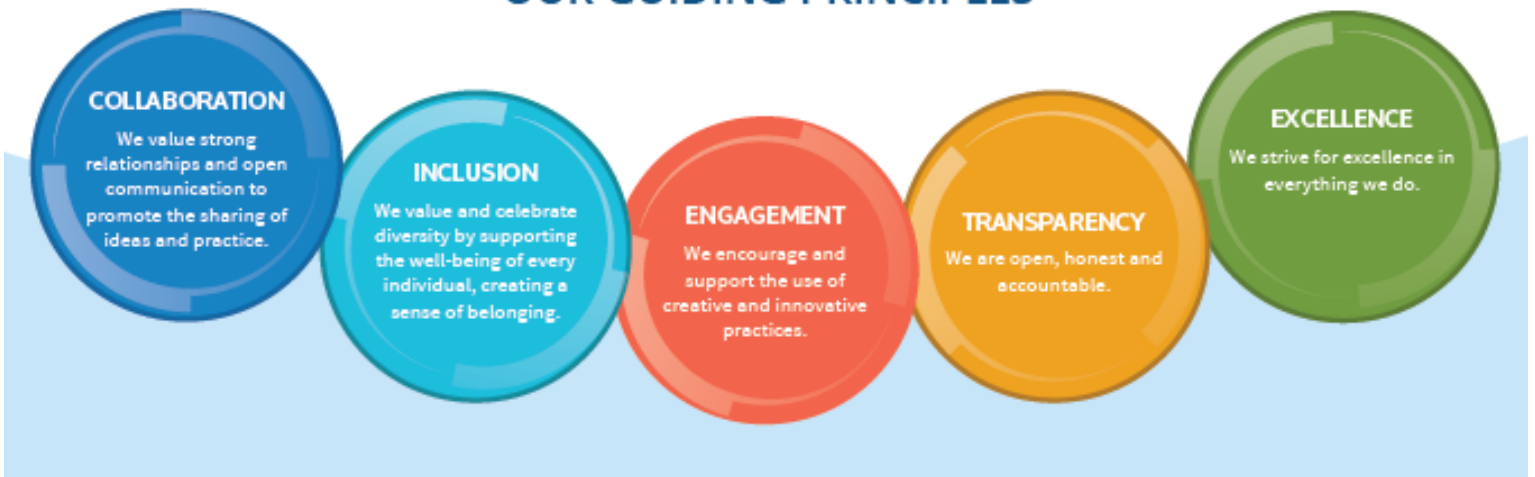 OUR GUIDING PRINCIPLES
COLLABORATION
We value strong
relationships and open
communication to
promote the sharing of
ideas and practice.
INCLUSION
We value and celebrate
diversity by supporting
the well-being of every
individual, creating a
sense of belonging.
ENGAGEMENT
We encourage and
support the use of
creative and innovative
practices.
TRANSPARENCY
We are open, honest and
accountable.
EXCELLENCE
We strive for excellence in
everything we do.